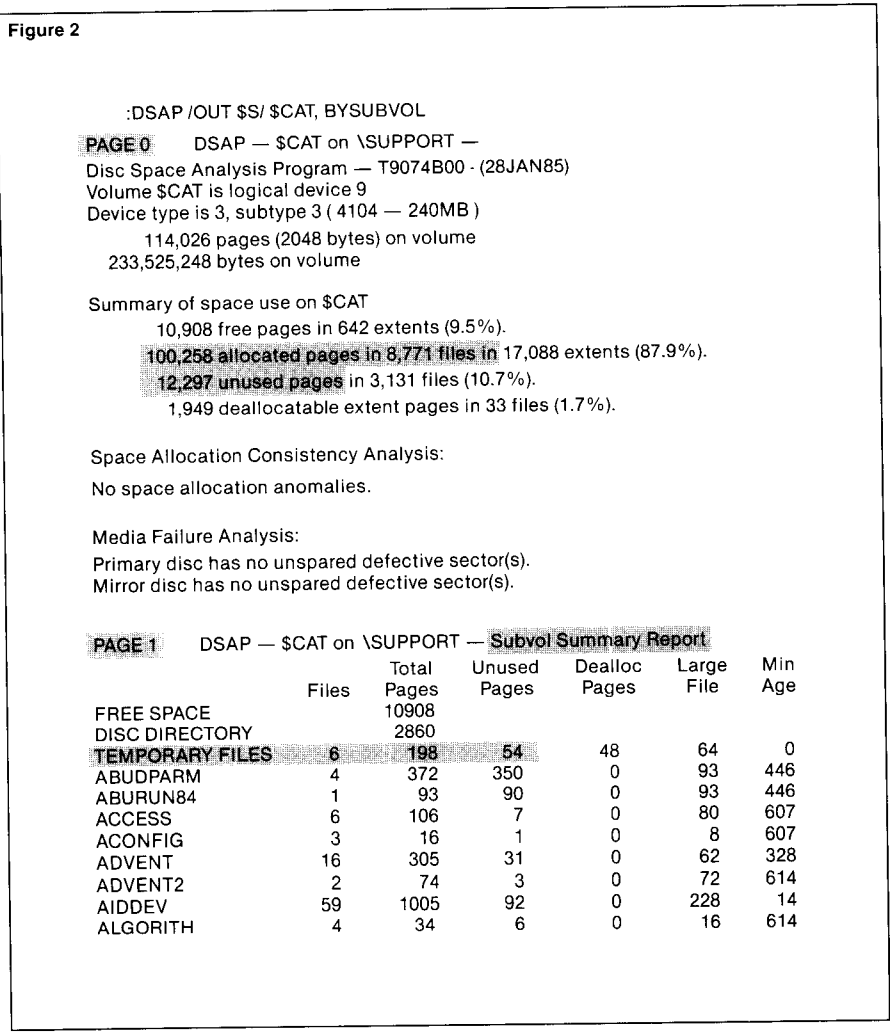 Figure 2
:DSAP /OUT $S/ $CAT, BYSUBVOL
PAGE 0 DSAP — $CAT on \SUPPORT —
Disc Space Analysis Program — T9074B00 - (28JAN85)
Volume $CAT is logical device 9
Device type is 3, subtype 3 ( 4104 — 240MB )
114,026 pages (2048 bytes) on volume
233,525,248 bytes on volume
Summary of space use on $CAT
10,908 free pages in 642 extents (9.5%).
100,258 allocated pages in 8,771 files in 17,088 extents (87.9%).
12,297 unused pages in 3,131 files (10.7%).
1,949 deallocatable extent pages in 33 files (1.7%).
Space Allocation Consistency Analysis:
No space allocation anomalies.
Media Failure Analysis:
Primary disc has no unspared defective sector(s).
Mirror disc has no unspared defective sector(s).
PAGE 1 DSAP — $CAT on \SUPPORT — Subvol Summary Report
Total Unused Dealloc Large Min
Files Pages Pages Pages File Age
FREE SPACE 10908
DISC DIRECTORY 2860
TEMPORARY FILES 6 198 54 48 64 0
ABUDPARM 4 372 350 0 93 446
ABURUN84 1 93 90 0 93 446
ACCESS 6 106 7 0 80 607
ACONFIG 3 16 1 0 8 607
ADVENT 16 305 31 0 62 328
ADVENT2 2 74 3 0 72 614
AIDDEV 59 1005 92 0 228 14
ALGORITH 4 34 6 0 16 614